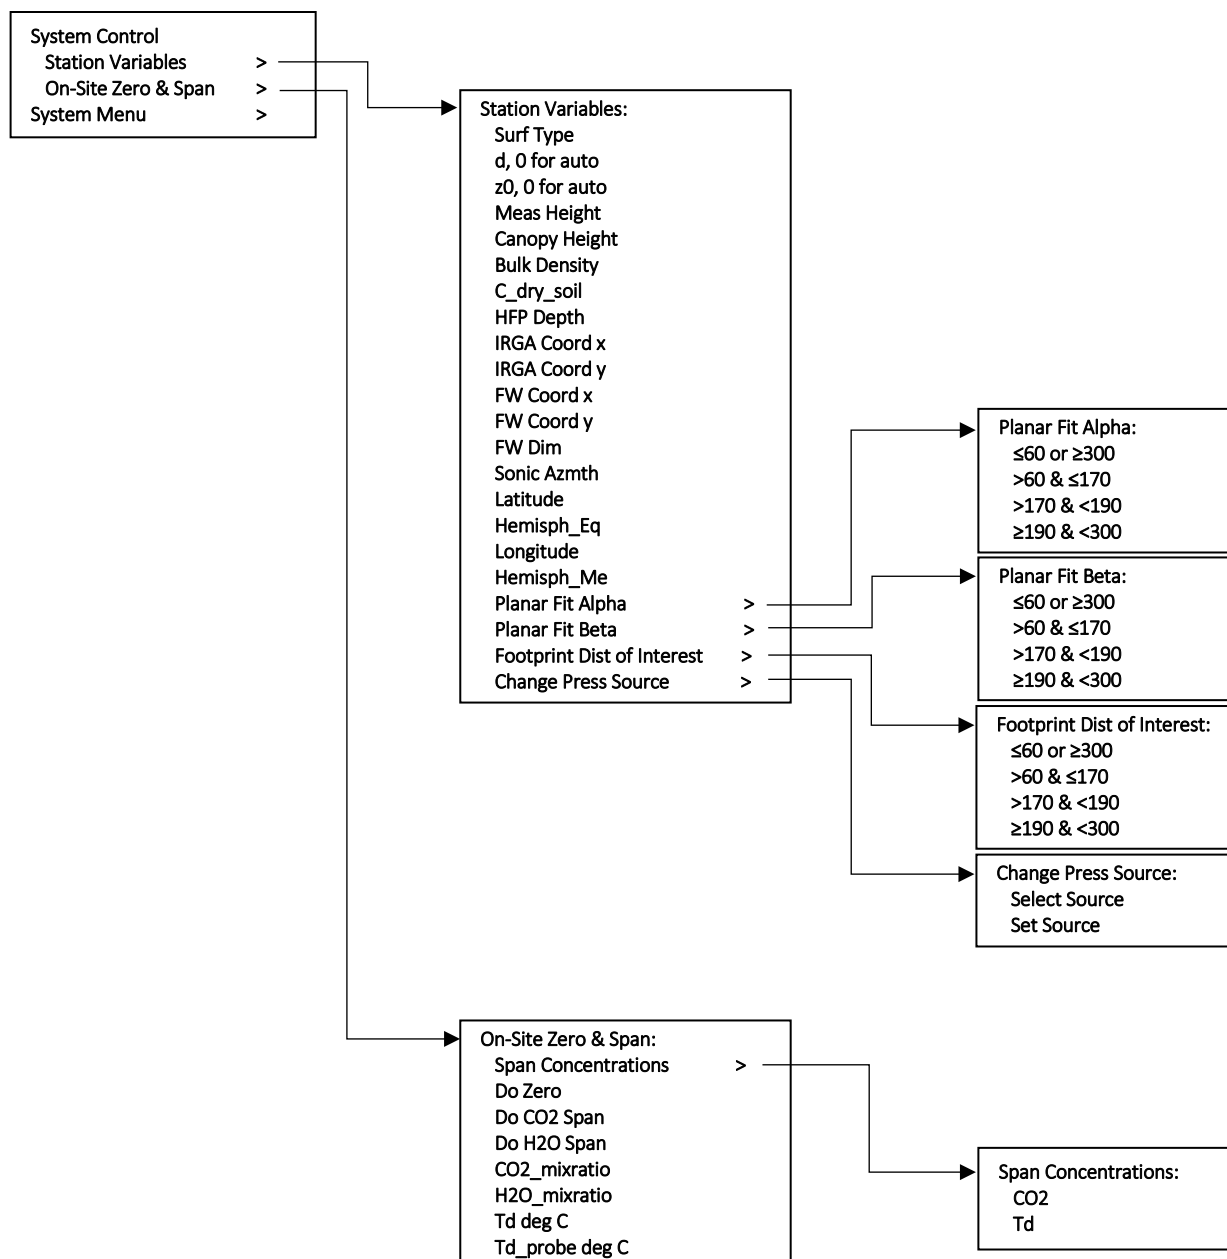 System Control
Station Variables >
On-Site Zero & Span >
System Menu >
Station Variables:
Surf Type
d, 0 for auto
z0, 0 for auto
Meas Height
Canopy Height
Bulk Density
C_dry_soil
HFP Depth
IRGA Coord x
IRGA Coord y
FW Coord x
FW Coord y
FW Dim
Sonic Azmth
Latitude
Hemisph_Eq
Longitude
Hemisph_Me
Planar Fit Alpha >
Planar Fit Beta >
Footprint Dist of Interest >
Change Press Source >
Planar Fit Alpha:
≤60 or ≥300
>60 & ≤170
>170 & <190
≥190 & <300
Planar Fit Beta:
≤60 or ≥300
>60 & ≤170
>170 & <190
≥190 & <300
Footprint Dist of Interest:
≤60 or ≥300
>60 & ≤170
>170 & <190
≥190 & <300
Change Press Source:
Select Source
Set Source
On-Site Zero & Span:
Span Concentrations >
Do Zero
Do CO2 Span
Do H2O Span
CO2_mixratio
H2O_mixratio
Td deg C
Td_probe deg C
Span Concentrations:
CO2
Td